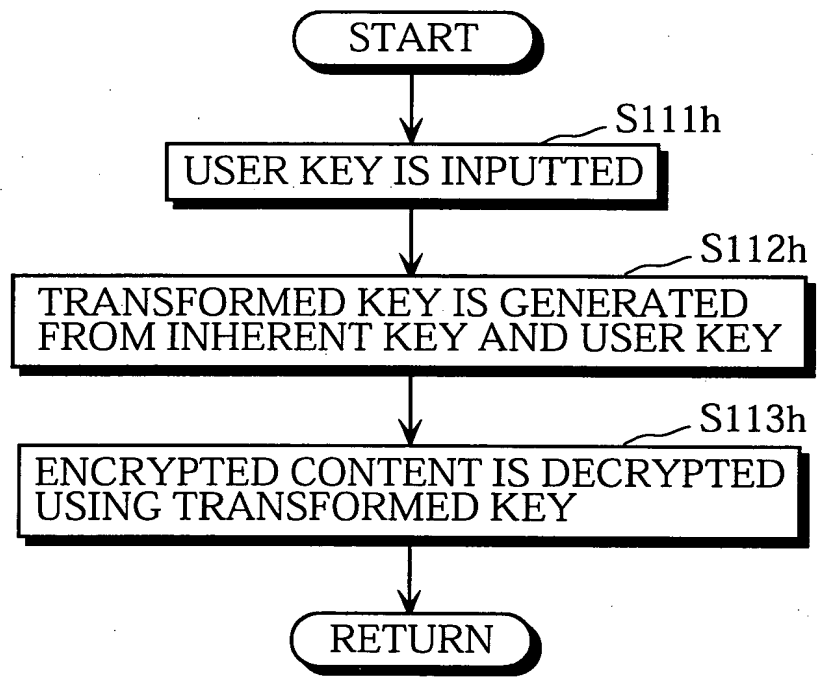 START
S111h
USER KEY IS INPUTTED
S112h
TRANSFORMED KEY IS GENERATED
FROM INHERENT KEY AND USER KEY
S113h
ENCRYPTED CONTENT IS DECRYPTED
USING TRANSFORMED KEY
RETURN